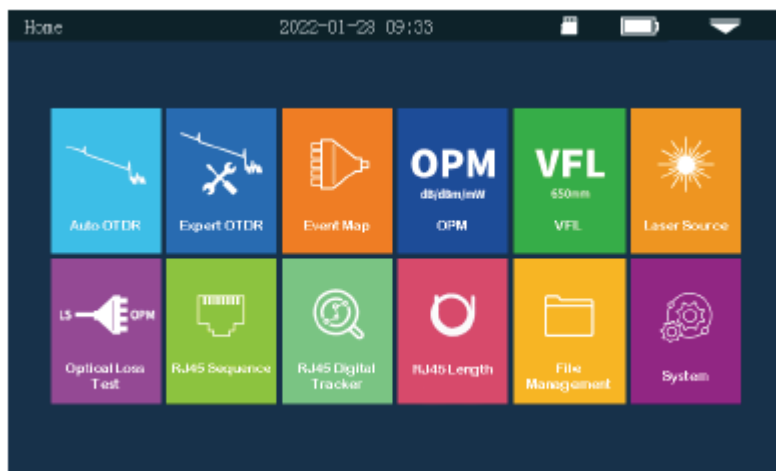 Home 2022-01-28 09:33
OPM
dB/dBm/mW
VFL
650nm
Auto OTDR
Expert OTDR
Event Map
OPM
VFL
Laser Source
LS OPM
Optical Loss
Test
RJ45 Sequence
RJ45 Digital
Tracker
RJ45 Length
File
Management
System